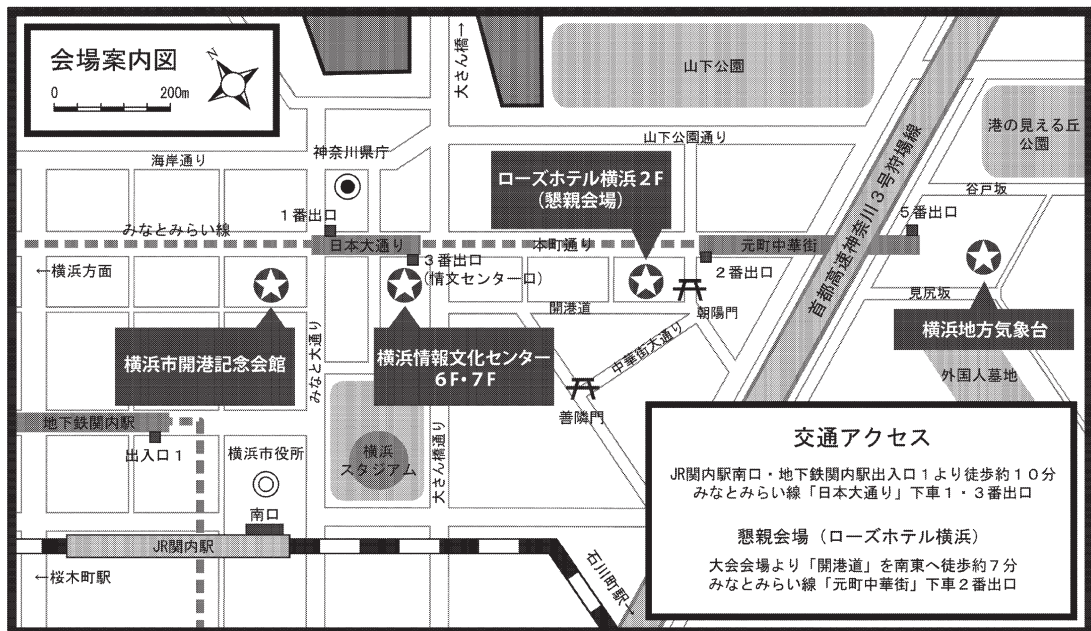 会場案内図
N
0 200m
大さん橋→
山下公園
港の見える丘
公園
山下公園通り
海岸通り
神奈川県庁
首都高速神奈川3号狩場線
ローズホテル横浜2F
(懇親会場)
谷戸坂
1番出口
5番出口
みなとみらい線
日本大通り
本町通り
元町中華街
←横浜方面
3番出口
(情文センター口)
2番出口
開港道
朝陽門
見尻坂
横浜市開港記念会館
みなと大通り
横浜情報文化センター
6F・7F
中華街大通り
横浜地方気象台
外国人墓地
善隣門
地下鉄関内駅
出入口1
横浜市役所
横浜
スタジアム
大さん橋通り
南口
JR関内駅
←桜木町駅
石川町駅→
交通アクセス
JR関内駅南口・地下鉄関内駅出入口1より徒歩約10分
みなとみらい線「日本大通り」下車1・3番出口
懇親会場(ローズホテル横浜)
大会会場より「開港道」を南東へ徒歩約7分
みなとみらい線「元町中華街」下車2番出口